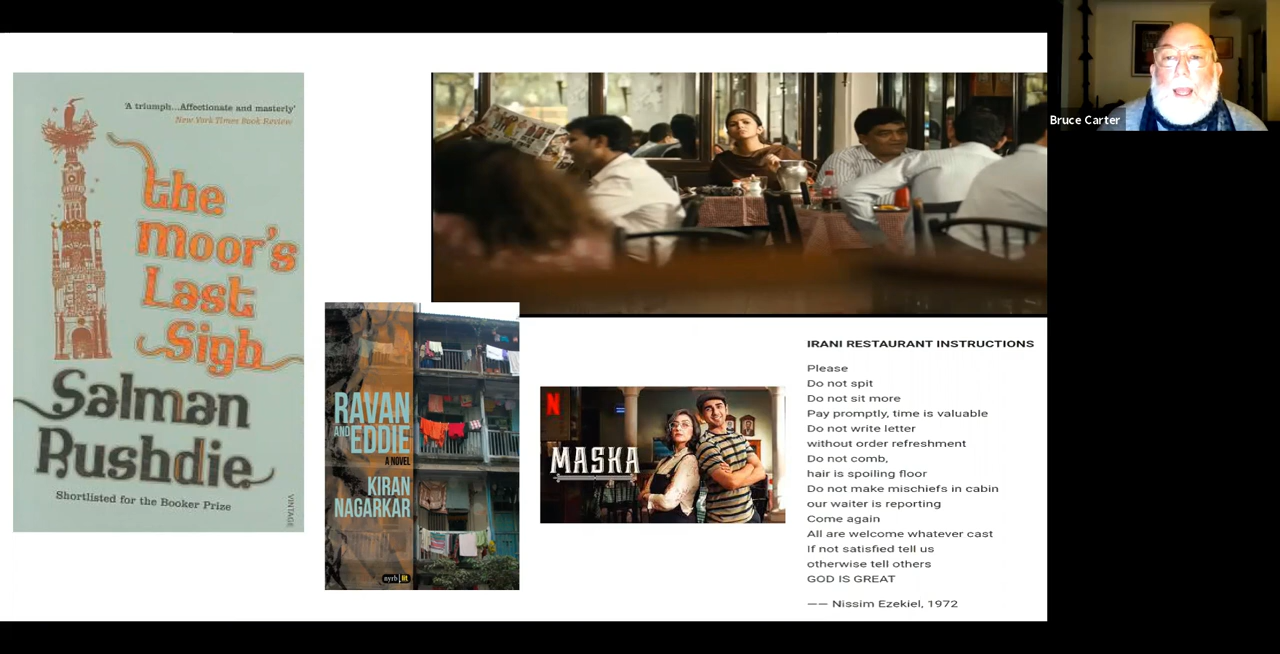 'A triumph...Affectionate and masterly'
New York Times Book Review
the
moor's
Last
Sigh
Salman
Rushdie
Shortlisted for the Booker Prize
VINTAGE
RAVAN
AND EDDIE
A NOVEL
KIRAN
NAGARKAR
nyrb lit
N
MASKA
IRANI RESTAURANT INSTRUCTIONS
Please
Do not spit
Do not sit more
Pay promptly, time is valuable
Do not write letter
without order refreshment
Do not comb,
hair is spoiling floor
Do not make mischiefs in cabin
our waiter is reporting
Come again
All are welcome whatever cast
If not satisfied tell us
otherwise tell others
GOD IS GREAT
—— Nissim Ezekiel, 1972
Bruce Carter